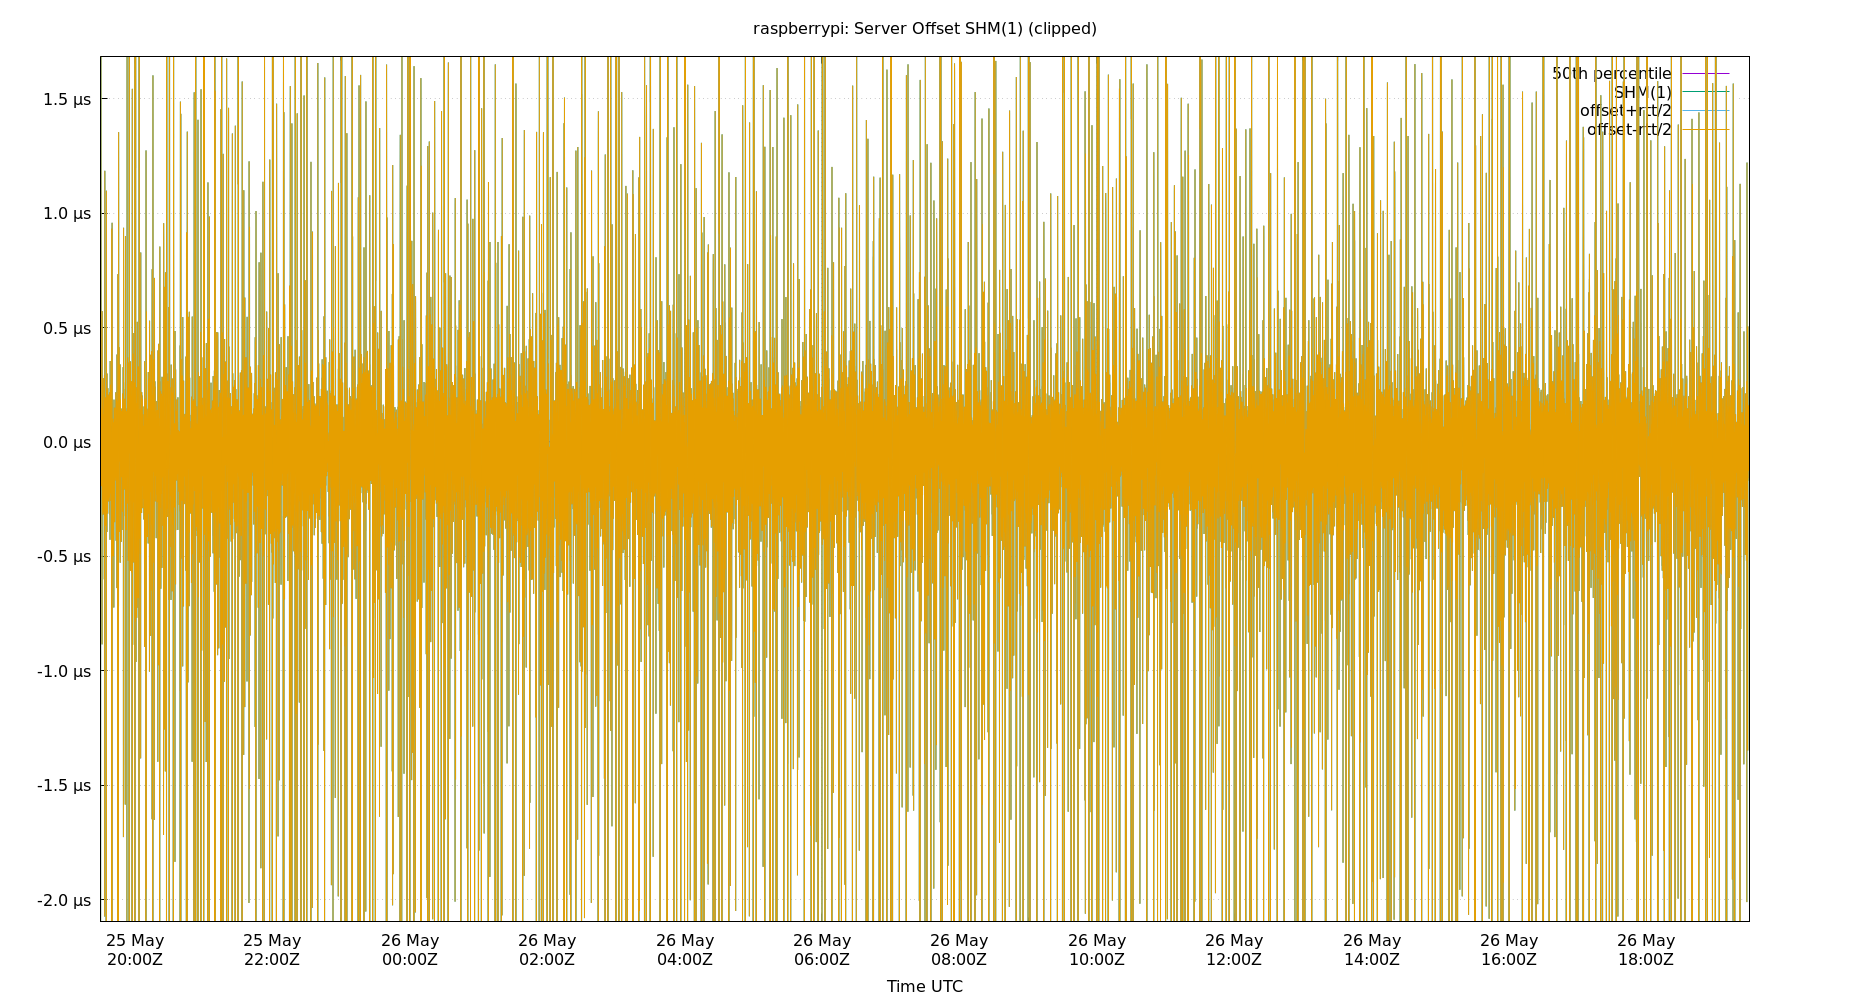 raspberrypi: Server Offset SHM(1) (clipped)
50th percentile
SHM(1)
offset+rtt/2
offset-rtt/2
1.5 µs
1.0 µs
0.5 µs
0.0 µs
-0.5 µs
-1.0 µs
-1.5 µs
-2.0 µs
25 May 25 May 26 May 26 May 26 May 26 May 26 May 26 May 26 May 26 May 26 May 26 May
20:00Z 22:00Z 00:00Z 02:00Z 04:00Z 06:00Z 08:00Z 10:00Z 12:00Z 14:00Z 16:00Z 18:00Z
Time UTC